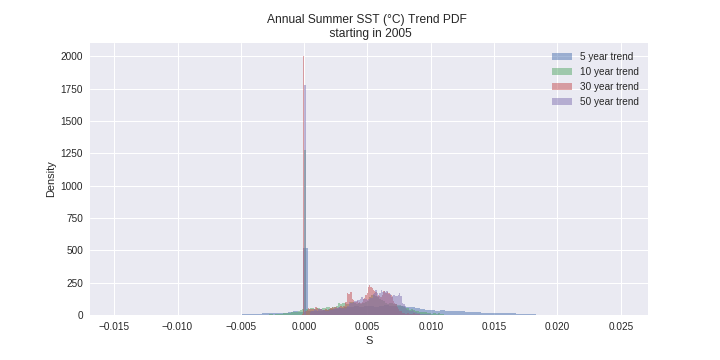 Annual Summer SST (°C) Trend PDF
starting in 2005
5 year trend
10 year trend
30 year trend
50 year trend
Density
2000
1750
1500
1250
1000
750
500
250
0
−0.015
−0.010
−0.005
0.000
0.005
0.010
0.015
0.020
0.025
S